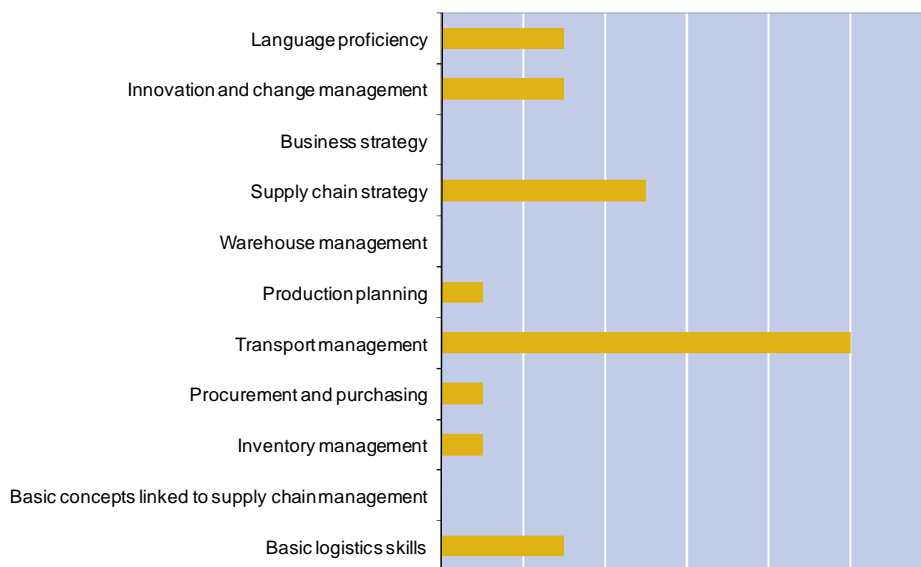 Language proficiency
Innovation and change management
Business strategy
Supply chain strategy
Warehouse management
Production planning
Transport management
Procurement and purchasing
Inventory management
Basic concepts linked to supply chain management
Basic logistics skills